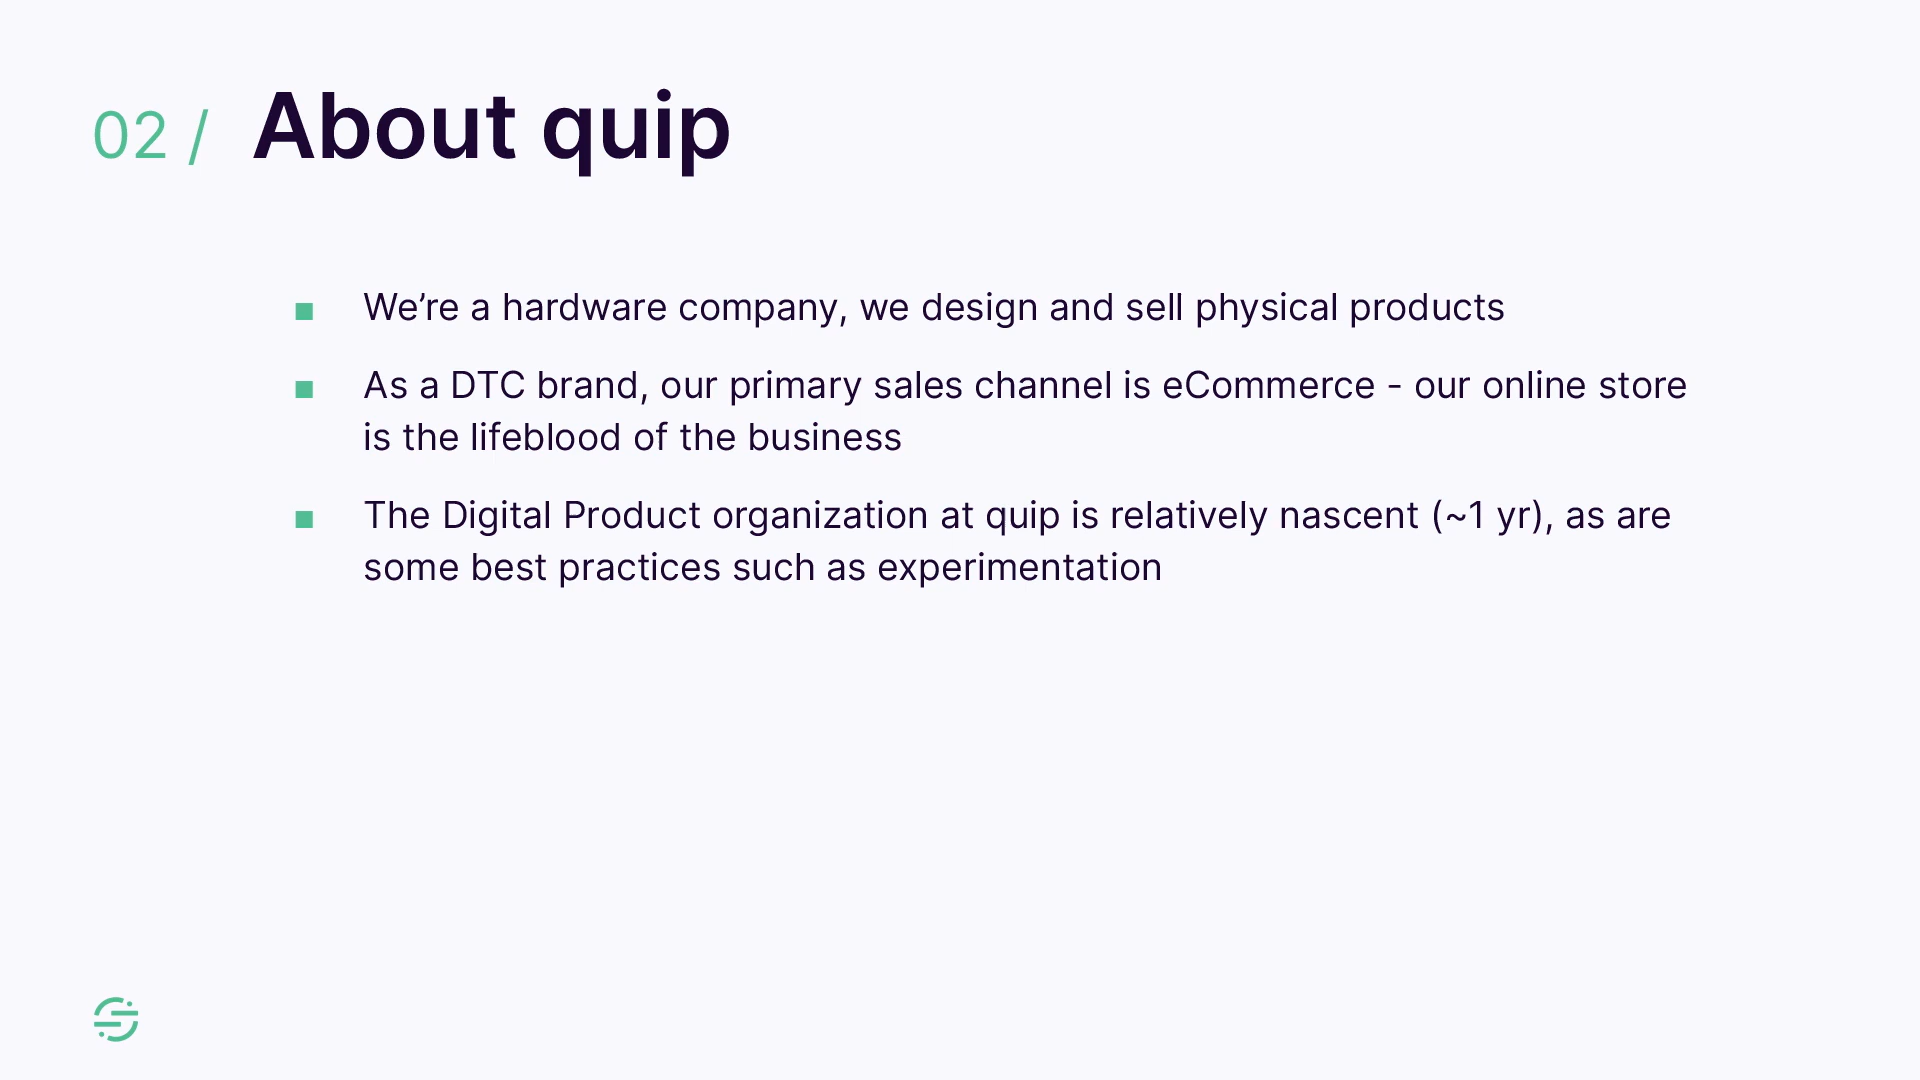 02 / About quip
We’re a hardware company, we design and sell physical products
As a DTC brand, our primary sales channel is eCommerce - our online store
is the lifeblood of the business
The Digital Product organization at quip is relatively nascent (~1 yr), as are
some best practices such as experimentation